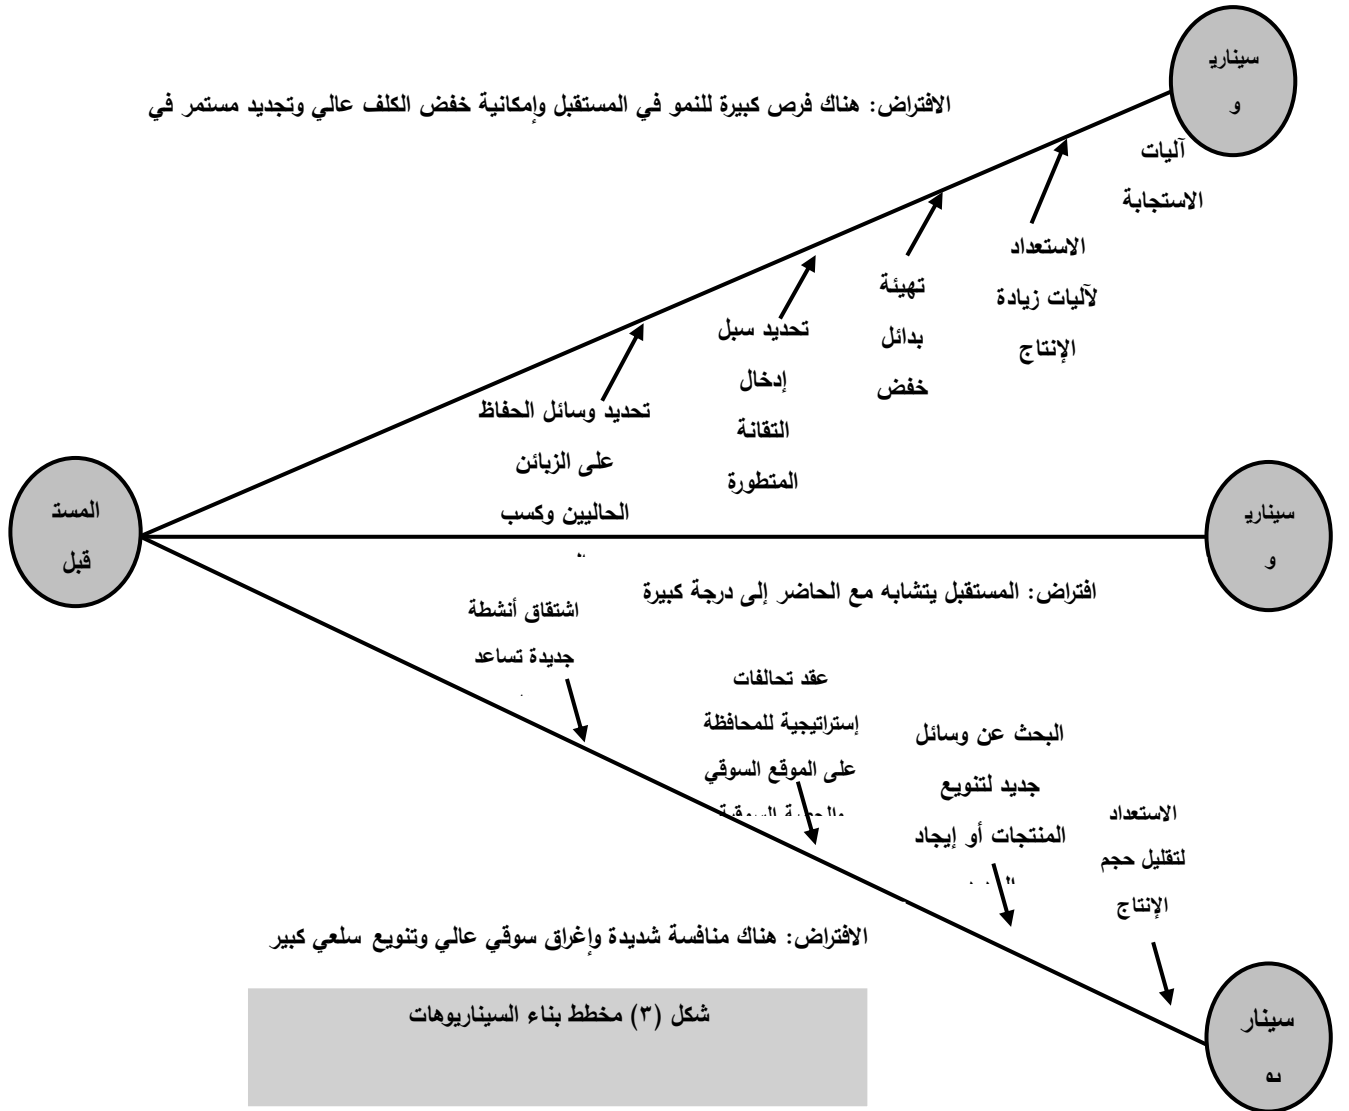 سيناري
و
الافتراض: هناك فرص كبيرة للنمو في المستقبل وإمكانية خفض الكلف عالي وتجديد مستمر في
آليات
الاستجابة
الاستعداد
لآليات زيادة
الإنتاج
تهيئة
بدائل
خفض
تحديد سبل
إدخال
التقانة
المتطورة
تحديد وسائل الحفاظ
على الزبائن
الحاليين وكسب
المست
قبل
سيناري
و
افتراض: المستقبل يتشابه مع الحاضر إلى درجة كبيرة
اشتقاق أنشطة
جديدة تساعد
عقد تحالفات
إستراتيجية للمحافظة
على الموقع السوقي
البحث عن وسائل
جديد لتنويع
المنتجات أو إيجاد
الاستعداد
لتقليل حجم
الإنتاج
الافتراض: هناك منافسة شديدة وإغراق سوقي عالي وتنويع سلعي كبير
سينار
شكل (٣) مخطط بناء السيناريوهات